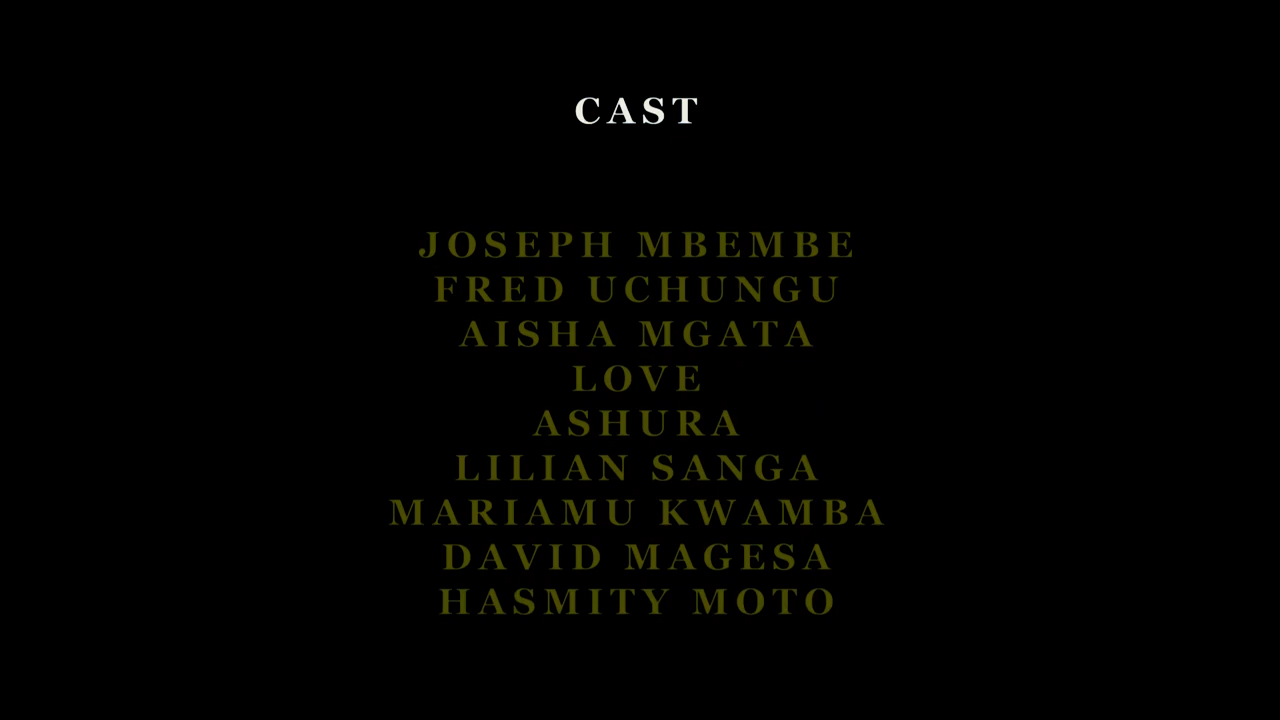 CAST
JOSEPH MBEMBE
FRED UCHUNGU
AISHA MGATA
LOVE
ASHURA
LILIAN SANGA
MARIAMU KWAMBA
DAVID MAGESA
HASMITY MOTO